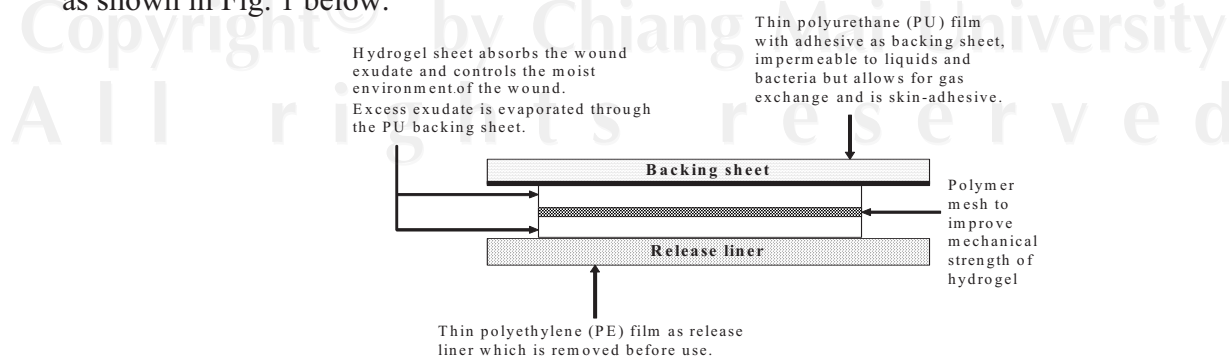 as shown in Fig. 1 below.
Copyright© by Chiang Mai University
All rights reserved
Thin polyurethane (PU) film
with adhesive as backing sheet,
impermeable to liquids and
bacteria but allows for gas
exchange and is skin-adhesive.
Hydrogel sheet absorbs the wound
exudate and controls the moist
environment of the wound.
Excess exudate is evaporated through
the PU backing sheet.
Backing sheet
Polymer
mesh to
improve
mechanical
strength of
hydrogel
Release liner
Thin polyethylene (PE) film as release
liner which is removed before use.